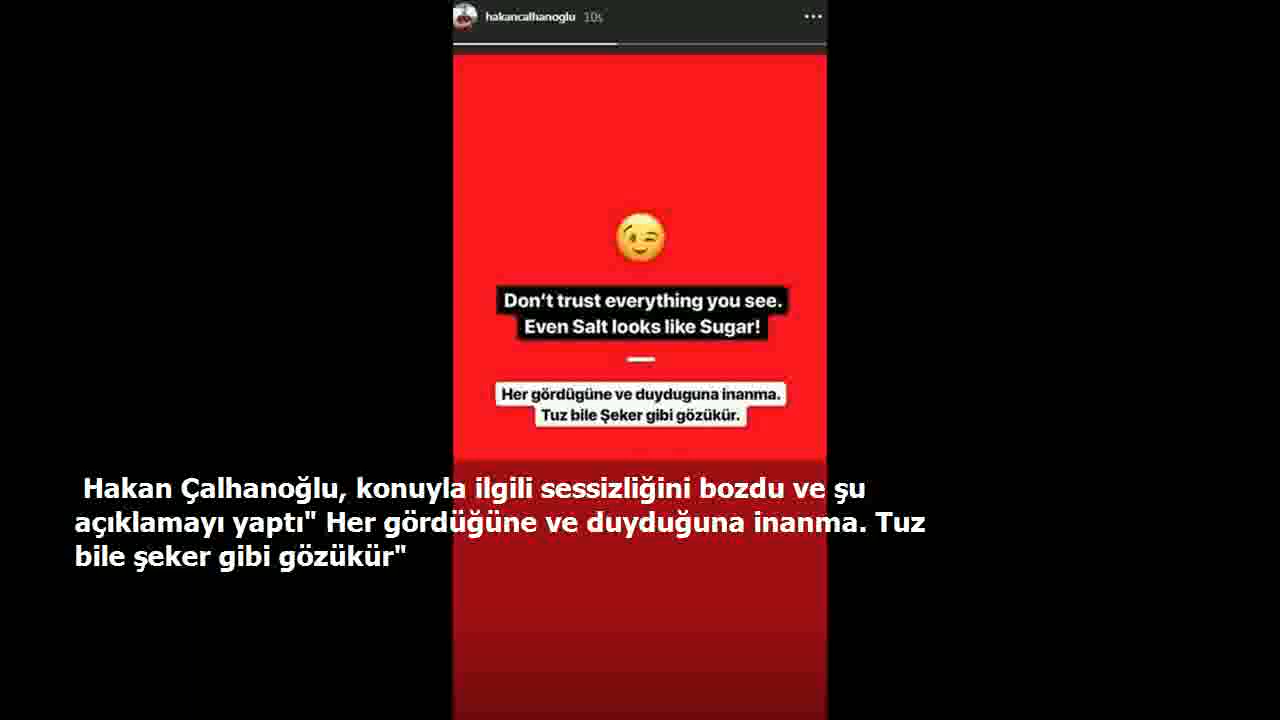 hakancalhanoglu 10s
Don't trust everything you see.
Even Salt looks like Sugar!
Her gördügüne ve duyduguna inanma.
Tuz bile Şeker gibi gözükür.
Hakan Çalhanoğlu, konuyla ilgili sessizliğini bozdu ve şu
açıklamayı yaptı" Her gördüğüne ve duyduğuna inanma. Tuz
bile şeker gibi gözükür"